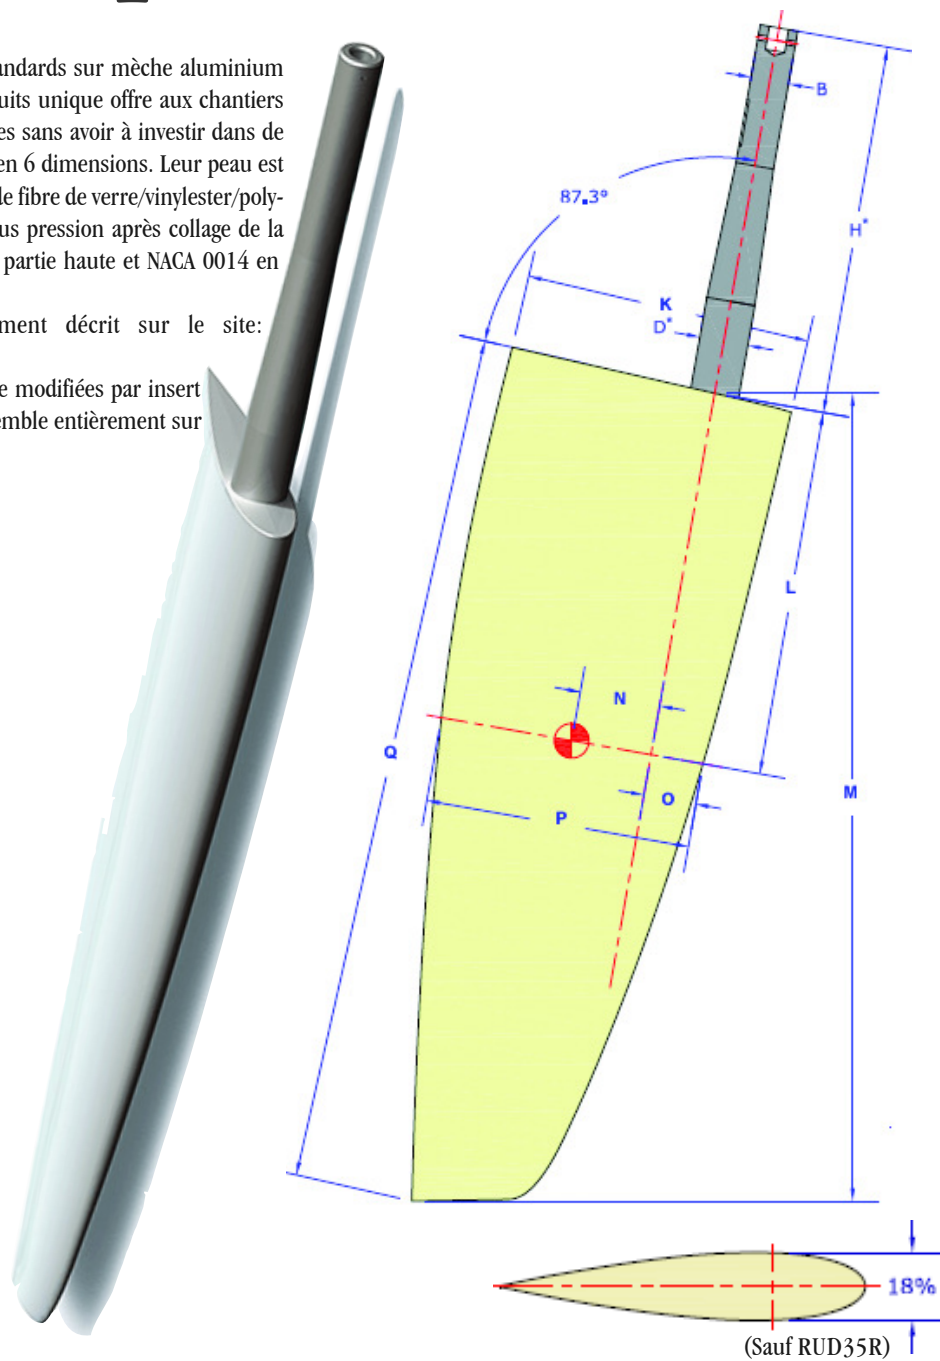 andards sur mèche aluminium
uits unique offre aux chantiers
es sans avoir à investir dans de
en 6 dimensions. Leur peau est
de fibre de verre/vinylester/poly-
us pression après collage de la
partie haute et NACA 0014 en
ment décrit sur le site:
e modifiées par insert
emble entièrement sur
B
87.3°
H*
K
D*
L
N
Q
M
O
P
18%
(Sauf RUD35R)